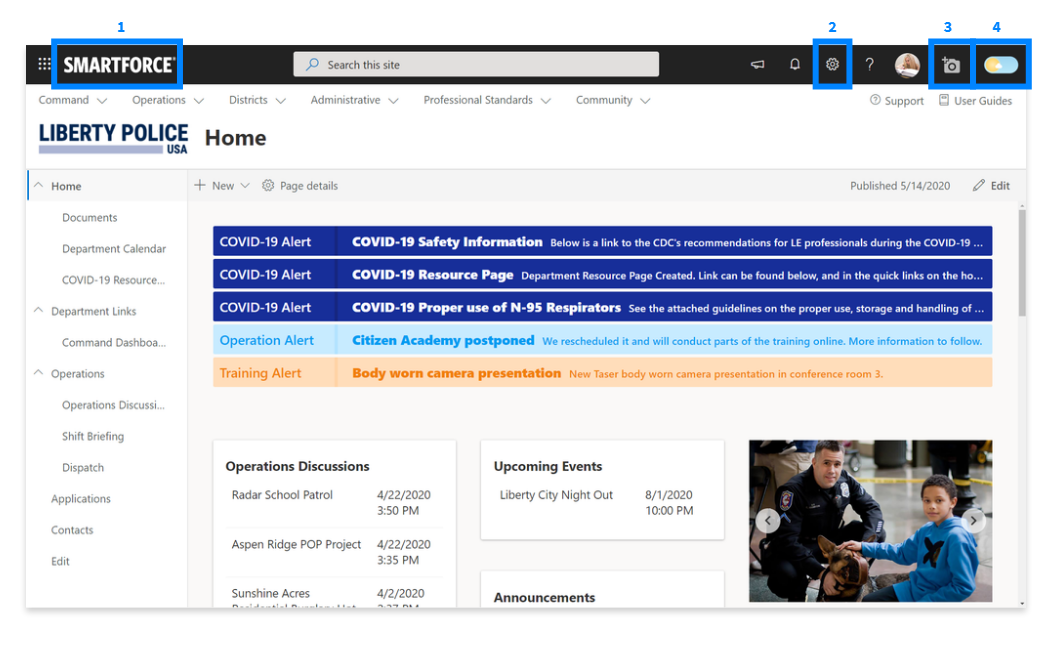 1 2 3 4
SMARTFORCE Search this site ?
Command Operations Districts Administrative Professional Standards Community Support User Guides
LIBERTY POLICE
USA
Home
Home
New Page details Published 5/14/2020 Edit
Documents
Department Calendar
COVID-19 Resource...
Department Links
Command Dashboa...
Operations
Operations Discussi...
Shift Briefing
Dispatch
Applications
Contacts
Edit
COVID-19 Alert COVID-19 Safety Information Below is a link to the CDC's recommendations for LE professionals during the COVID-19 ...
COVID-19 Alert COVID-19 Resource Page Department Resource Page Created. Link can be found below, and in the quick links on the ho...
COVID-19 Alert COVID-19 Proper use of N-95 Respirators See the attached guidelines on the proper use, storage and handling of ...
Operation Alert Citizen Academy postponed We rescheduled it and will conduct parts of the training online. More information to follow.
Training Alert Body worn camera presentation New Taser body worn camera presentation in conference room 3.
Operations Discussions
Radar School Patrol 4/22/2020
3:50 PM
Aspen Ridge POP Project 4/22/2020
3:35 PM
Sunshine Acres 4/2/2020
Upcoming Events
Liberty City Night Out 8/1/2020
10:00 PM
Announcements